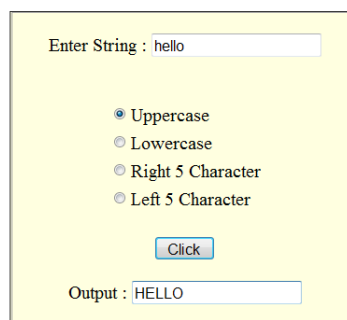 Enter String : hello
Uppercase
Lowercase
Right 5 Character
Left 5 Character
Click
Output : HELLO